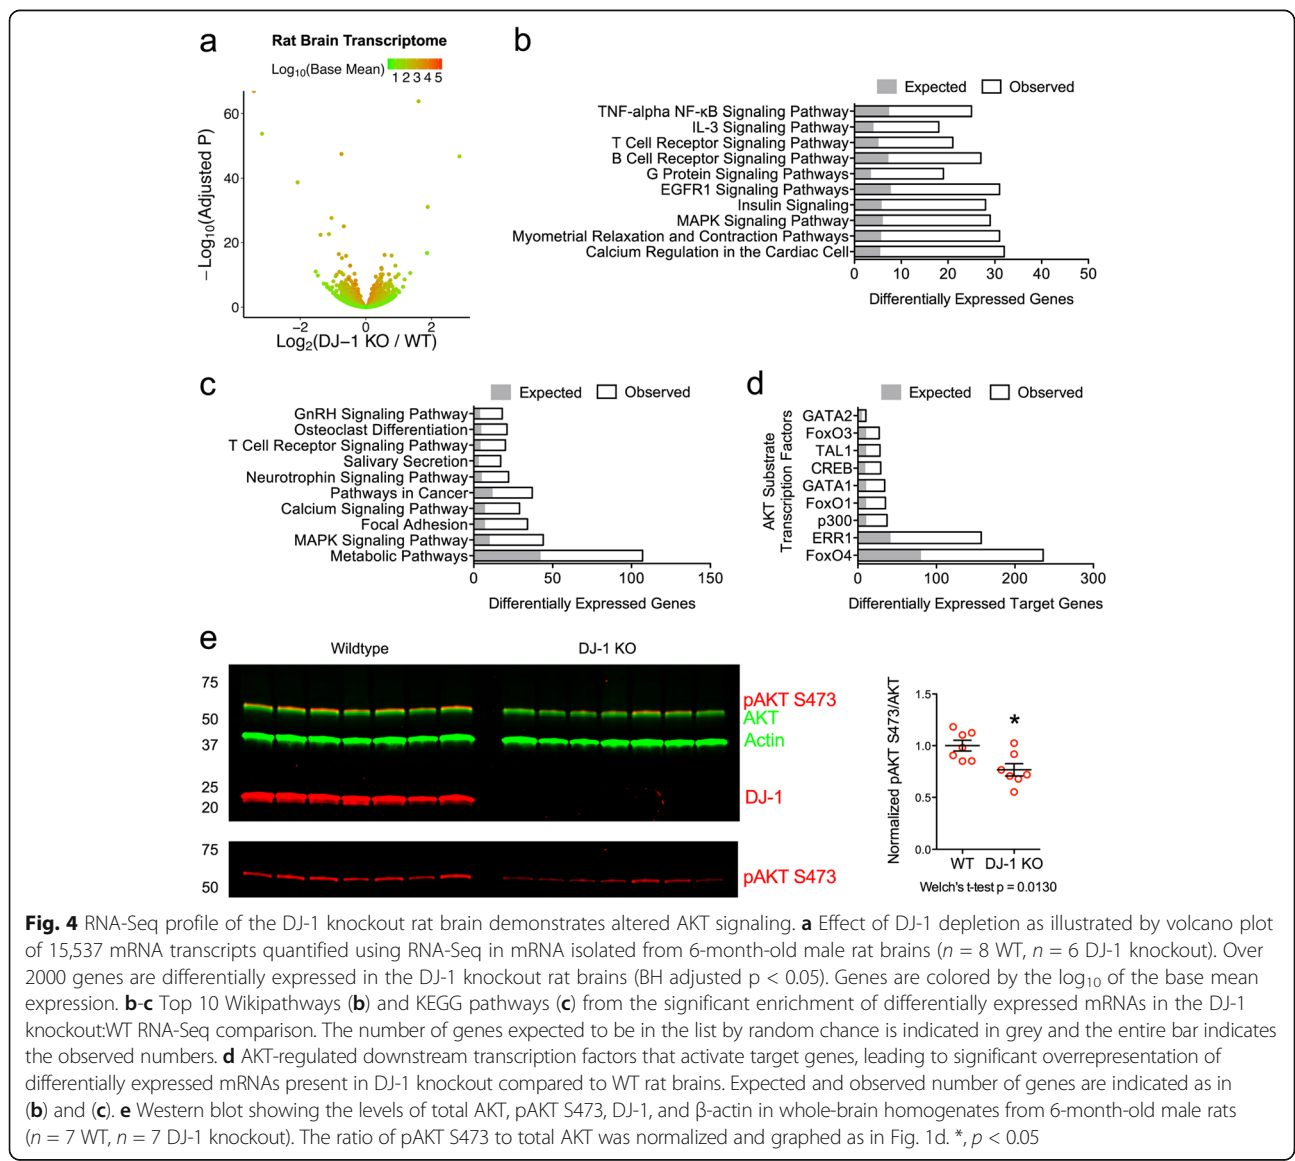 a
Rat Brain Transcriptome
Log10(Base Mean)
1 2 3 4 5
−Log10(Adjusted P)
60
40
20
0
−2 0 2
Log2(DJ−1 KO / WT)
b
Expected Observed
TNF-alpha NF-κB Signaling Pathway
IL-3 Signaling Pathway
T Cell Receptor Signaling Pathway
B Cell Receptor Signaling Pathway
G Protein Signaling Pathways
EGFR1 Signaling Pathways
Insulin Signaling
MAPK Signaling Pathway
Myometrial Relaxation and Contraction Pathways
Calcium Regulation in the Cardiac Cell
0 10 20 30 40 50
Differentially Expressed Genes
c
Expected Observed
GnRH Signaling Pathway
Osteoclast Differentiation
T Cell Receptor Signaling Pathway
Salivary Secretion
Neurotrophin Signaling Pathway
Pathways in Cancer
Calcium Signaling Pathway
Focal Adhesion
MAPK Signaling Pathway
Metabolic Pathways
0 50 100 150
Differentially Expressed Genes
d
Expected Observed
AKT Substrate
Transcription Factors
GATA2
FoxO3
TAL1
CREB
GATA1
FoxO1
p300
ERR1
FoxO4
0 100 200 300
Differentially Expressed Target Genes
e
Wildtype DJ-1 KO
75
50
37
25
20
pAKT S473
AKT
Actin
DJ-1
75
50
pAKT S473
Normalized pAKT S473/AKT
1.5
1.0
0.5
0.0
*
WT DJ-1 KO
Welch's t-test p = 0.0130
Fig. 4 RNA-Seq profile of the DJ-1 knockout rat brain demonstrates altered AKT signaling. a Effect of DJ-1 depletion as illustrated by volcano plot
of 15,537 mRNA transcripts quantified using RNA-Seq in mRNA isolated from 6-month-old male rat brains (n = 8 WT, n = 6 DJ-1 knockout). Over
2000 genes are differentially expressed in the DJ-1 knockout rat brains (BH adjusted p < 0.05). Genes are colored by the log10 of the base mean
expression. b-c Top 10 Wikipathways (b) and KEGG pathways (c) from the significant enrichment of differentially expressed mRNAs in the DJ-1
knockout:WT RNA-Seq comparison. The number of genes expected to be in the list by random chance is indicated in grey and the entire bar indicates
the observed numbers. d AKT-regulated downstream transcription factors that activate target genes, leading to significant overrepresentation of
differentially expressed mRNAs present in DJ-1 knockout compared to WT rat brains. Expected and observed number of genes are indicated as in
(b) and (c). e Western blot showing the levels of total AKT, pAKT S473, DJ-1, and β-actin in whole-brain homogenates from 6-month-old male rats
(n = 7 WT, n = 7 DJ-1 knockout). The ratio of pAKT S473 to total AKT was normalized and graphed as in Fig. 1d. *, p < 0.05